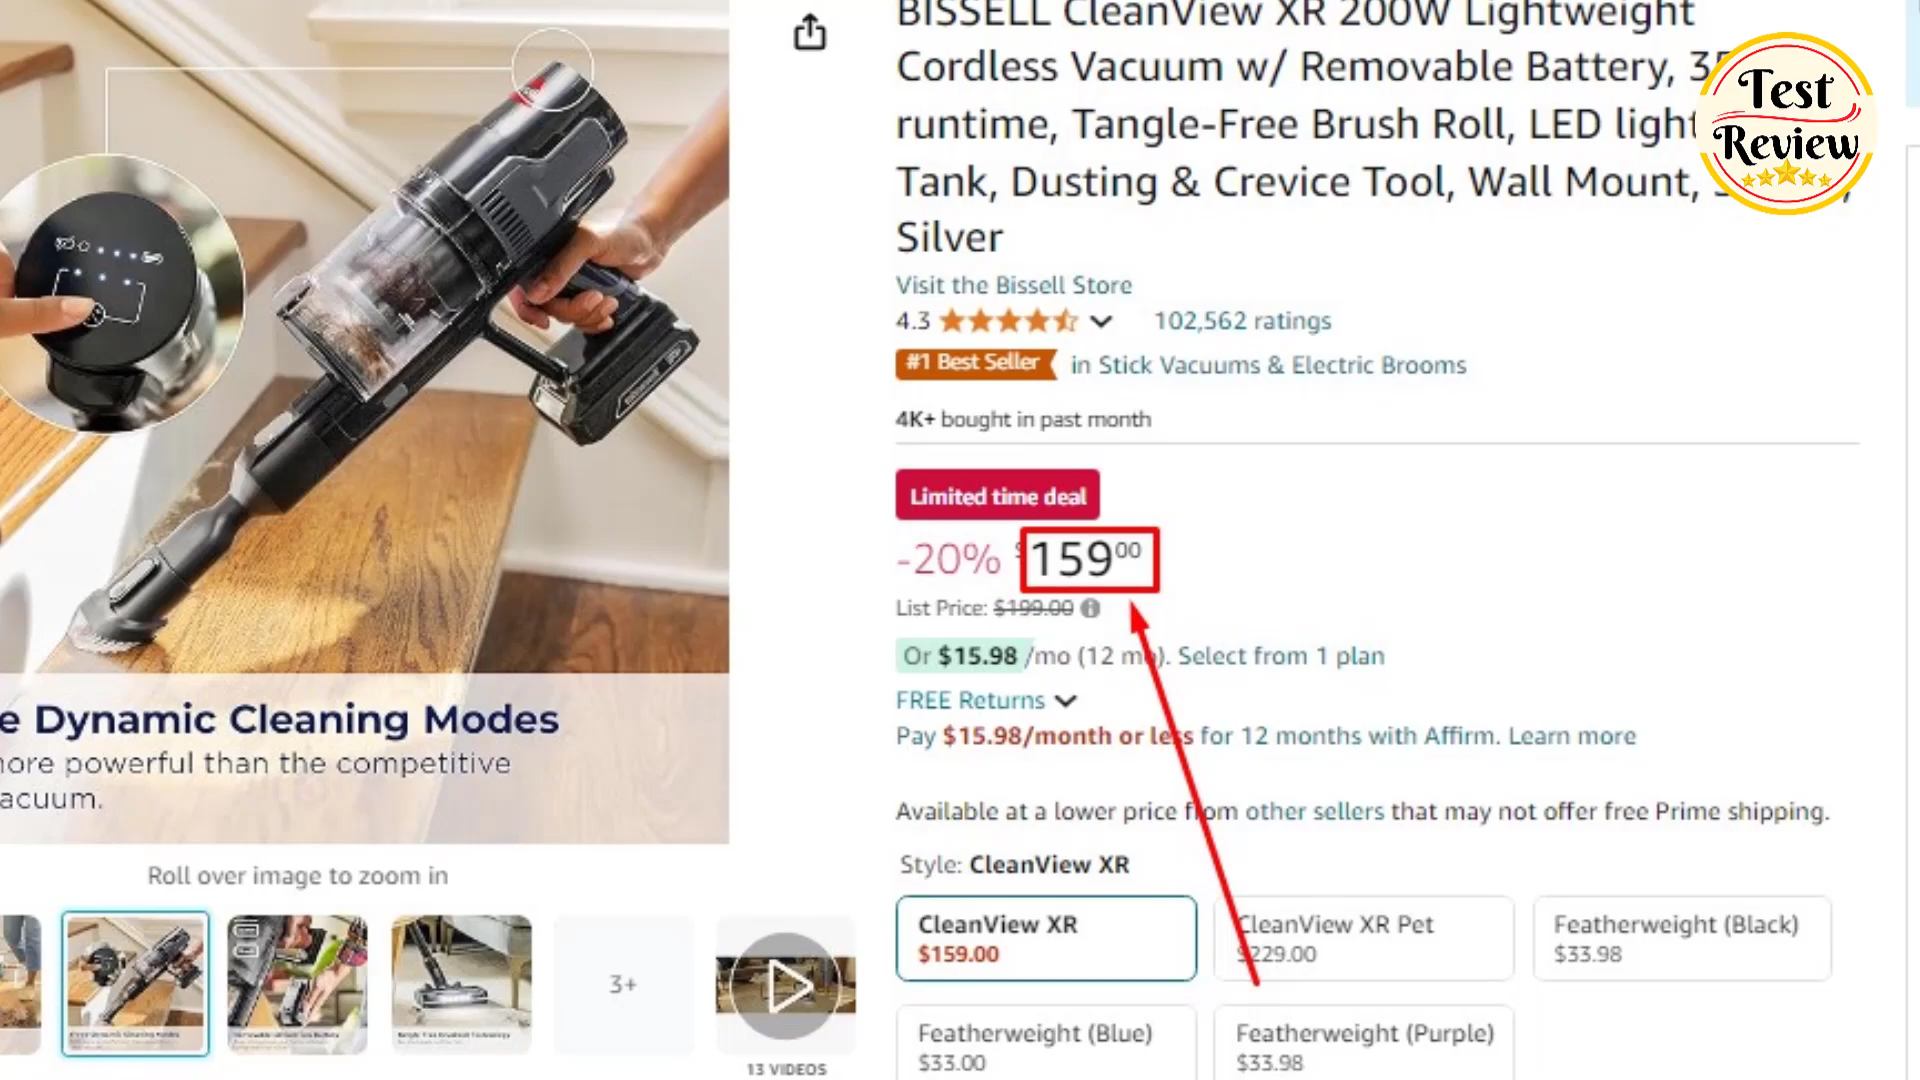 BISSELL CleanView XR 200W Lightweight
Cordless Vacuum w/ Removable Battery,
runtime, Tangle-Free Brush Roll, LED light
Tank, Dusting & Crevice Tool, Wall Mount,
Silver
Test
Review
Visit the Bissell Store
4.3 102,562 ratings
#1 Best Seller in Stick Vacuums & Electric Brooms
4K+ bought in past month
Limited time deal
-20% $15900
List Price: $199.00
Or $15.98 /mo (12 mo). Select from 1 plan
FREE Returns
Pay $15.98/month or less for 12 months with Affirm. Learn more
Available at a lower price from other sellers that may not offer free Prime shipping.
Style: CleanView XR
CleanView XR
$159.00
CleanView XR Pet
$229.00
Featherweight (Black)
$33.98
Featherweight (Blue)
$33.00
Featherweight (Purple)
$33.98
e Dynamic Cleaning Modes
ore powerful than the competitive
acuum.
Roll over image to zoom in
3+
13 VIDEOS